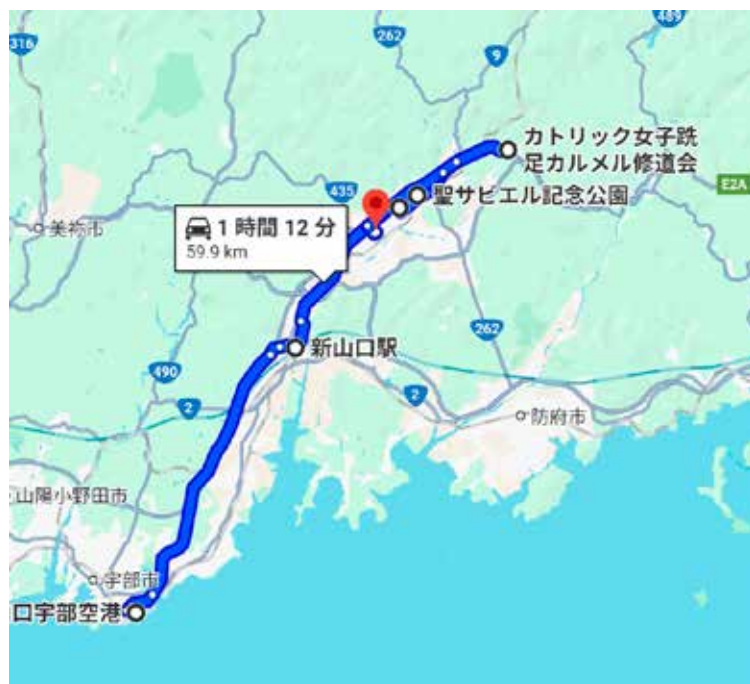 316
262
489
9
カトリック女子跣
足カルメル修道会
E2A
435
聖サビエル記念公園
美祢市
1 時間 12 分
59.9 km
262
新山口駅
490
2
2
防府市
山陽小野田市
宇部市
口宇部空港